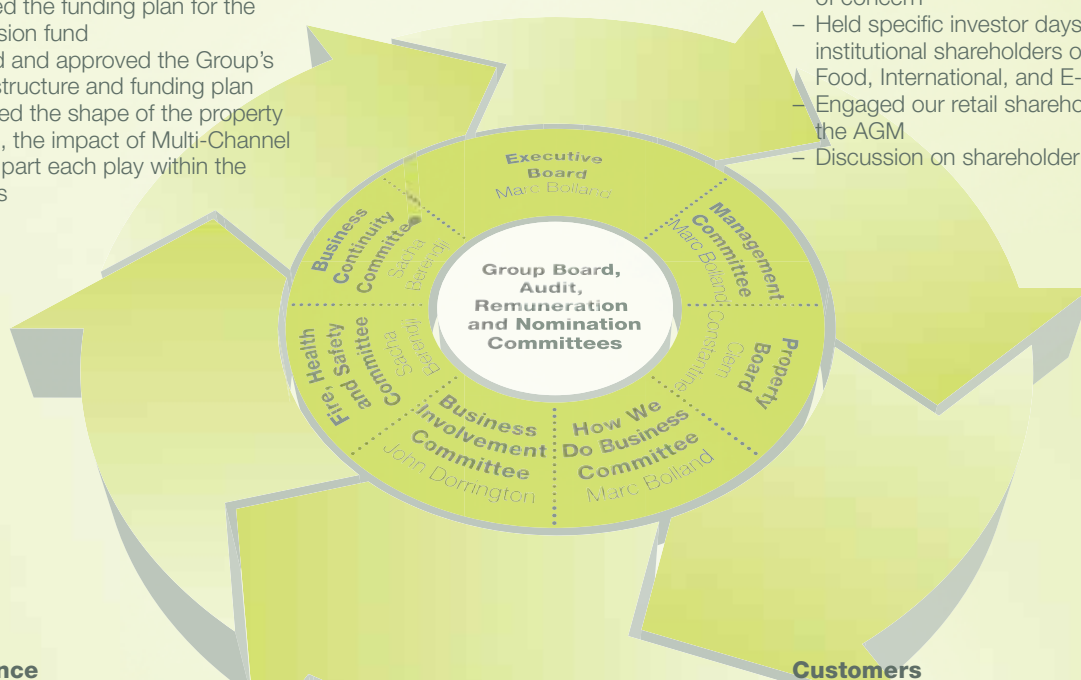 ed the funding plan for the
sion fund
d and approved the Group's
structure and funding plan
ed the shape of the property
, the impact of Multi-Channel
part each play within the
s
of concern
– Held specific investor days
institutional shareholders o
Food, International, and E-
– Engaged our retail shareho
the AGM
– Discussion on shareholder
Executive
Board
Marc Bolland
Management
Committee
Marc Bolland
Property
Board
Clem
Constantine
How We
Do Business
Committee
Marc Bolland
Business
Involvement
Committee
John Dorrington
Fire, Health
and Safety
Committee
Sacha
Berendji
Business
Continuity
Committee
Sacha
Berendji
Group Board,
Audit,
Remuneration
and Nomination
Committees
nce
Customers